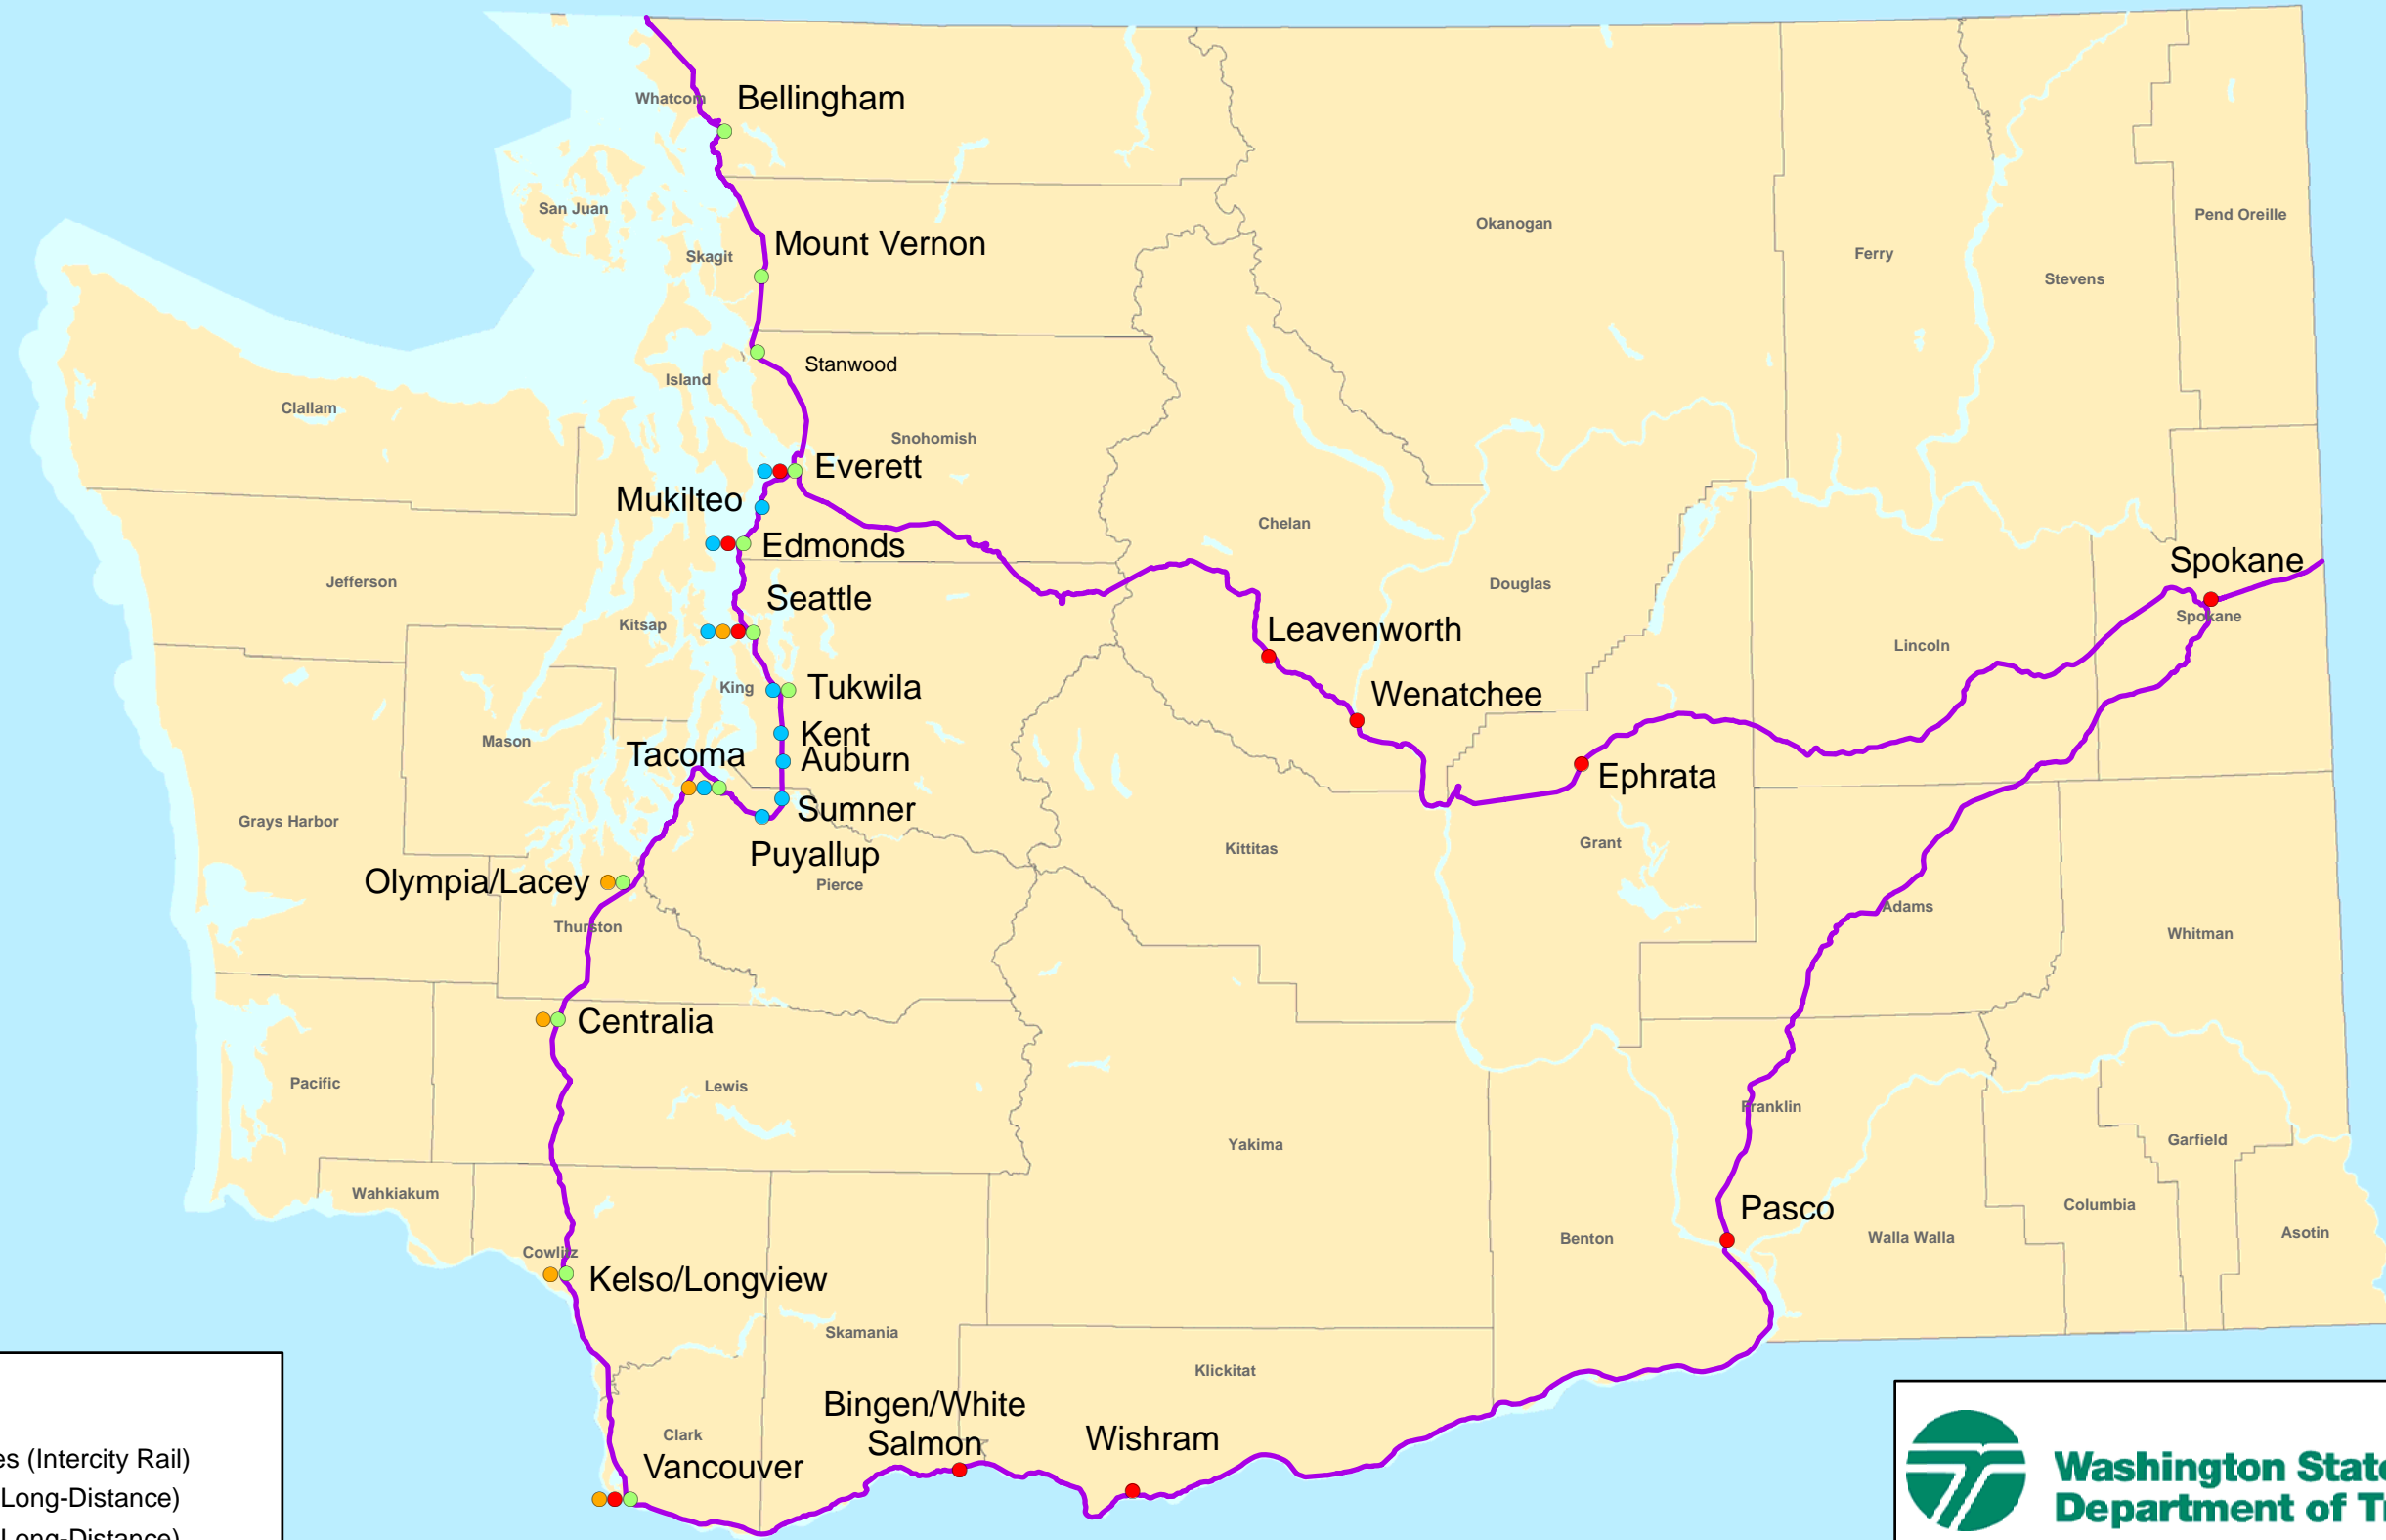 Bellingham
Whatcom
San Juan
Okanogan
Pend Oreille
Mount Vernon
Skagit
Ferry
Stevens
Stanwood
Island
Clallam
Snohomish
Everett
Mukilteo
Chelan
Edmonds
Spokane
Jefferson
Douglas
Seattle
Spokane
Kitsap
Leavenworth
Lincoln
King
Tukwila
Wenatchee
Kent
Mason
Tacoma
Auburn
Ephrata
Sumner
Grays Harbor
Grant
Kittitas
Puyallup
Olympia/Lacey
Pierce
Adams
Thurston
Whitman
Centralia
Pacific
Lewis
Franklin
Garfield
Yakima
Wahkiakum
Pasco
Columbia
Asotin
Walla Walla
Benton
Cowlitz
Kelso/Longview
Skamania
Klickitat
Bingen/White
Salmon
Clark
Wishram
Vancouver
(Intercity Rail)
Long-Distance)
Long-Distance)
Washington State
Department of